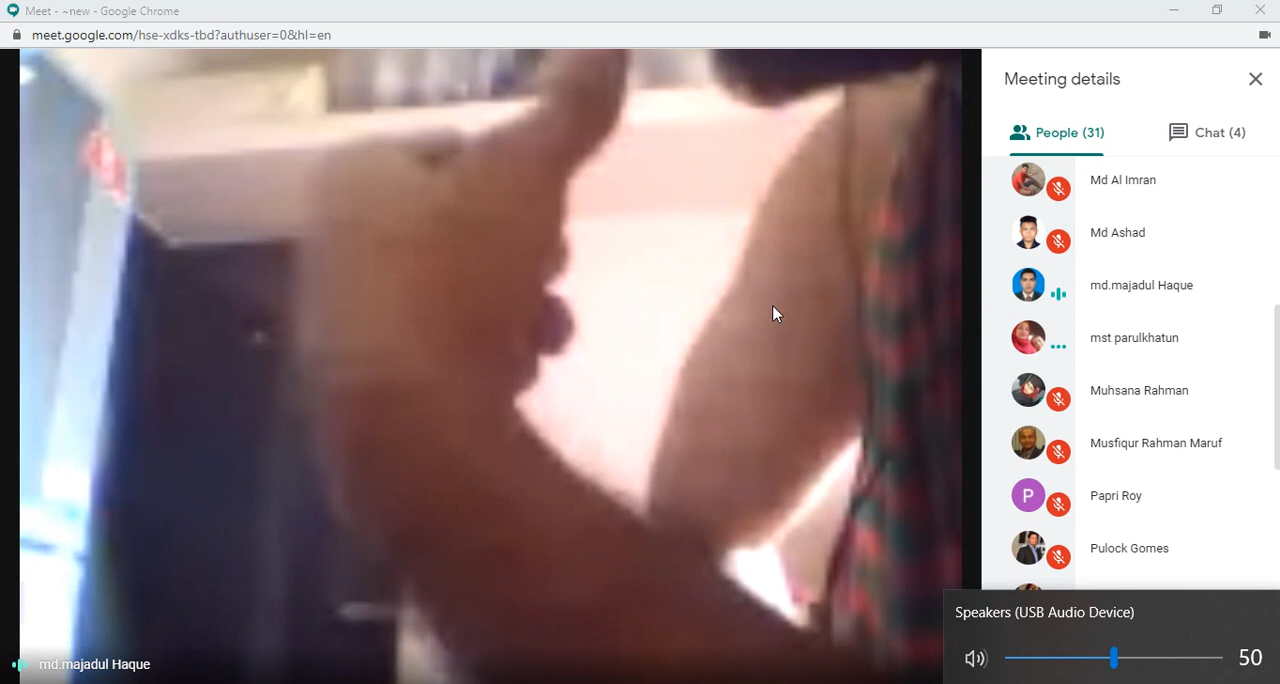 Meet - ~new - Google Chrome
meet.google.com/hse-xdks-tbd?authuser=0&hl=en
Meeting details
People (31)
Chat (4)
Md Al Imran
Md Ashad
md.majadul Haque
mst parulkhatun
Muhsana Rahman
Musfiqur Rahman Maruf
P
Papri Roy
Pulock Gomes
Speakers (USB Audio Device)
50
md.majadul Haque